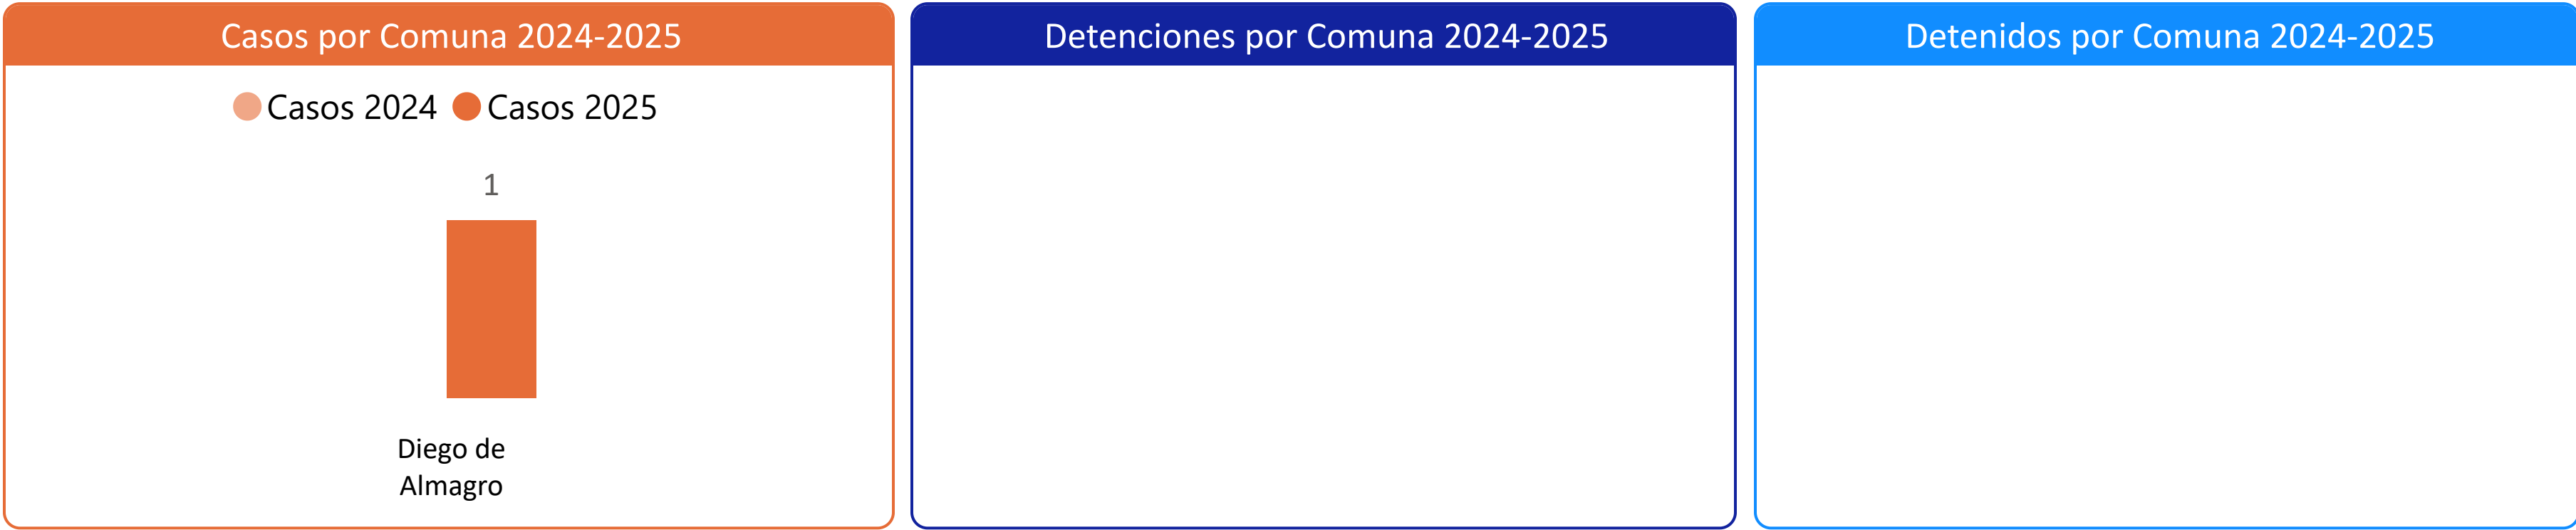 Casos por Comuna 2024-2025
Casos 2024 Casos 2025
1
Diego de
Almagro
Detenciones por Comuna 2024-2025
Detenidos por Comuna 2024-2025